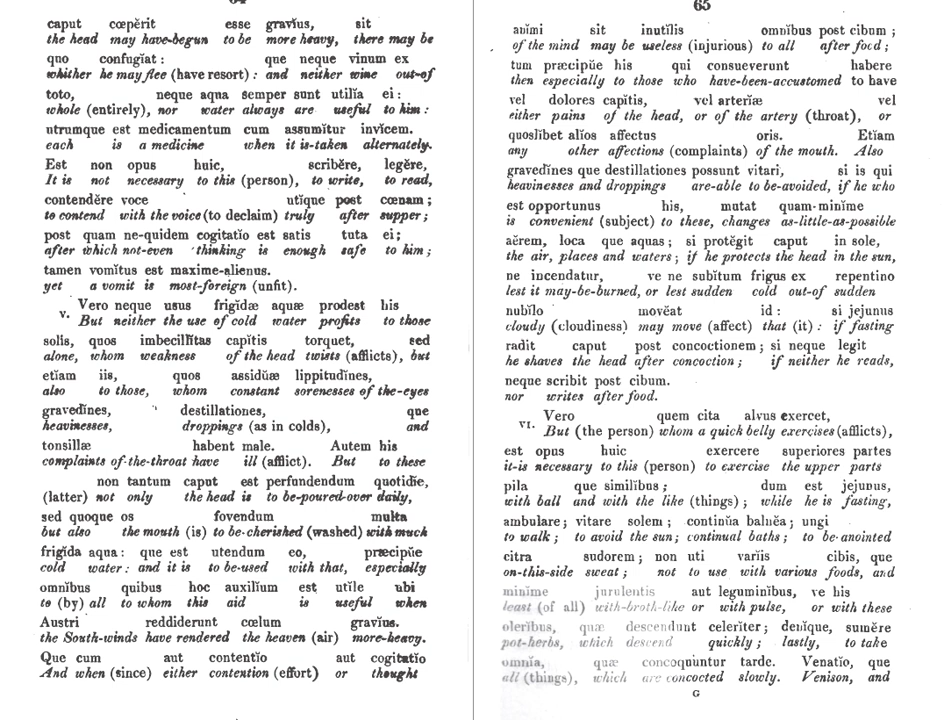 caput cœpĕrit esse gravĭus, sit
the head may have-begun to be more heavy, there may be
quo confugĭat : que neque vinum ex
whither he may flee (have resort) : and neither wine out-of
toto, neque aqua semper sunt utilĭa ei :
whole (entirely), nor water always are useful to him :
utrumque est medicamentum cum assumĭtur invĭcem.
each is a medicine when it is-taken alternately.
Est non opus huic, scribĕre, legĕre,
It is not necessary to this (person), to write, to read,
contendĕre voce utĭque post cœnam ;
to contend with the voice (to declaim) truly after supper ;
post quam ne-quidem cogitatĭo est satis tuta ei ;
after which not-even thinking is enough safe to him ;
tamen vomĭtus est maxime-alienus.
yet a vomit is most-foreign (unfit).
v. Vero neque usus frigĭdæ aquæ prodest his
But neither the use of cold water profits to those
solis, quos imbecillĭtas capĭtis torquet, sed
alone, whom weakness of the head twists (afflicts), but
etĭam iis, quos assidŭæ lippitudĭnes,
also to those, whom constant sorenesses of the-eyes
gravedĭnes, destillationes, que
heavinesses, droppings (as in colds), and
tonsillæ habent male. Autem his
complaints of-the-throat have ill (afflict). But to these
non tantum caput est perfundendum quotidĭe,
(latter) not only the head is to be-poured-over daily,
sed quoque os fovendum multa
but also the mouth (is) to be-cherished (washed) with much
frigĭda aqua : que est utendum eo, præcipŭe
cold water : and it is to be-used with that, especially
omnĭbus quibus hoc auxilĭum est utĭle ubi
to (by) all to whom this aid is useful when
Austri reddiderunt cœlum gravĭus.
the South-winds have rendered the heaven (air) more-heavy.
Que cum aut contentĭo aut cogitatĭo
And when (since) either contention (effort) or thought
65
anĭmi sit inutĭlis omnĭbus post cibum ;
of the mind may be useless (injurious) to all after food ;
tum præcipŭe his qui consueverunt habere
then especially to those who have-been-accustomed to have
vel dolores capĭtis, vel arterĭæ vel
either pains of the head, or of the artery (throat), or
quoslĭbet alĭos affectus oris. Etĭam
any other affections (complaints) of the mouth. Also
gravedĭnes que destillationes possunt vitari, si is qui
heavinesses and droppings are-able to be-avoided, if he who
est opportunus his, mutat quam-minĭme
is convenient (subject) to these, changes as-little-as-possible
aĕrem, loca que aquas ; si protĕgit caput in sole,
the air, places and waters ; if he protects the head in the sun,
ne incendatur, ve ne subĭtum frigus ex repentino
lest it may-be-burned, or lest sudden cold out-of sudden
nubĭlo movĕat id : si jejunus
cloudy (cloudiness) may move (affect) that (it) : if fasting
radit caput post concoctionem ; si neque legit
he shaves the head after concoction ; if neither he reads,
neque scribit post cibum.
nor writes after food.
vi. Vero quem cita alvus exercet,
But (the person) whom a quick belly exercises (afflicts),
est opus huic exercere superiores partes
it-is necessary to this (person) to exercise the upper parts
pila que similĭbus ; dum est jejunus,
with ball and with the like (things) ; while he is fasting,
ambulare ; vitare solem ; continŭa balnĕa ; ungi
to walk ; to avoid the sun ; continual baths ; to be-anointed
citra sudorem ; non uti varĭis cibis, que
on-this-side sweat ; not to use with various foods, and
minĭme jurulentis aut leguminĭbus, ve his
least (of all) with-broth-like or with pulse, or with these
olerĭbus, quæ descendunt celerĭter ; denĭque, sumĕre
pot-herbs, which descend quickly ; lastly, to take
omnĭa, quæ concoquuntur tarde. Venatĭo, que
all (things), which are concocted slowly. Venison, and
G